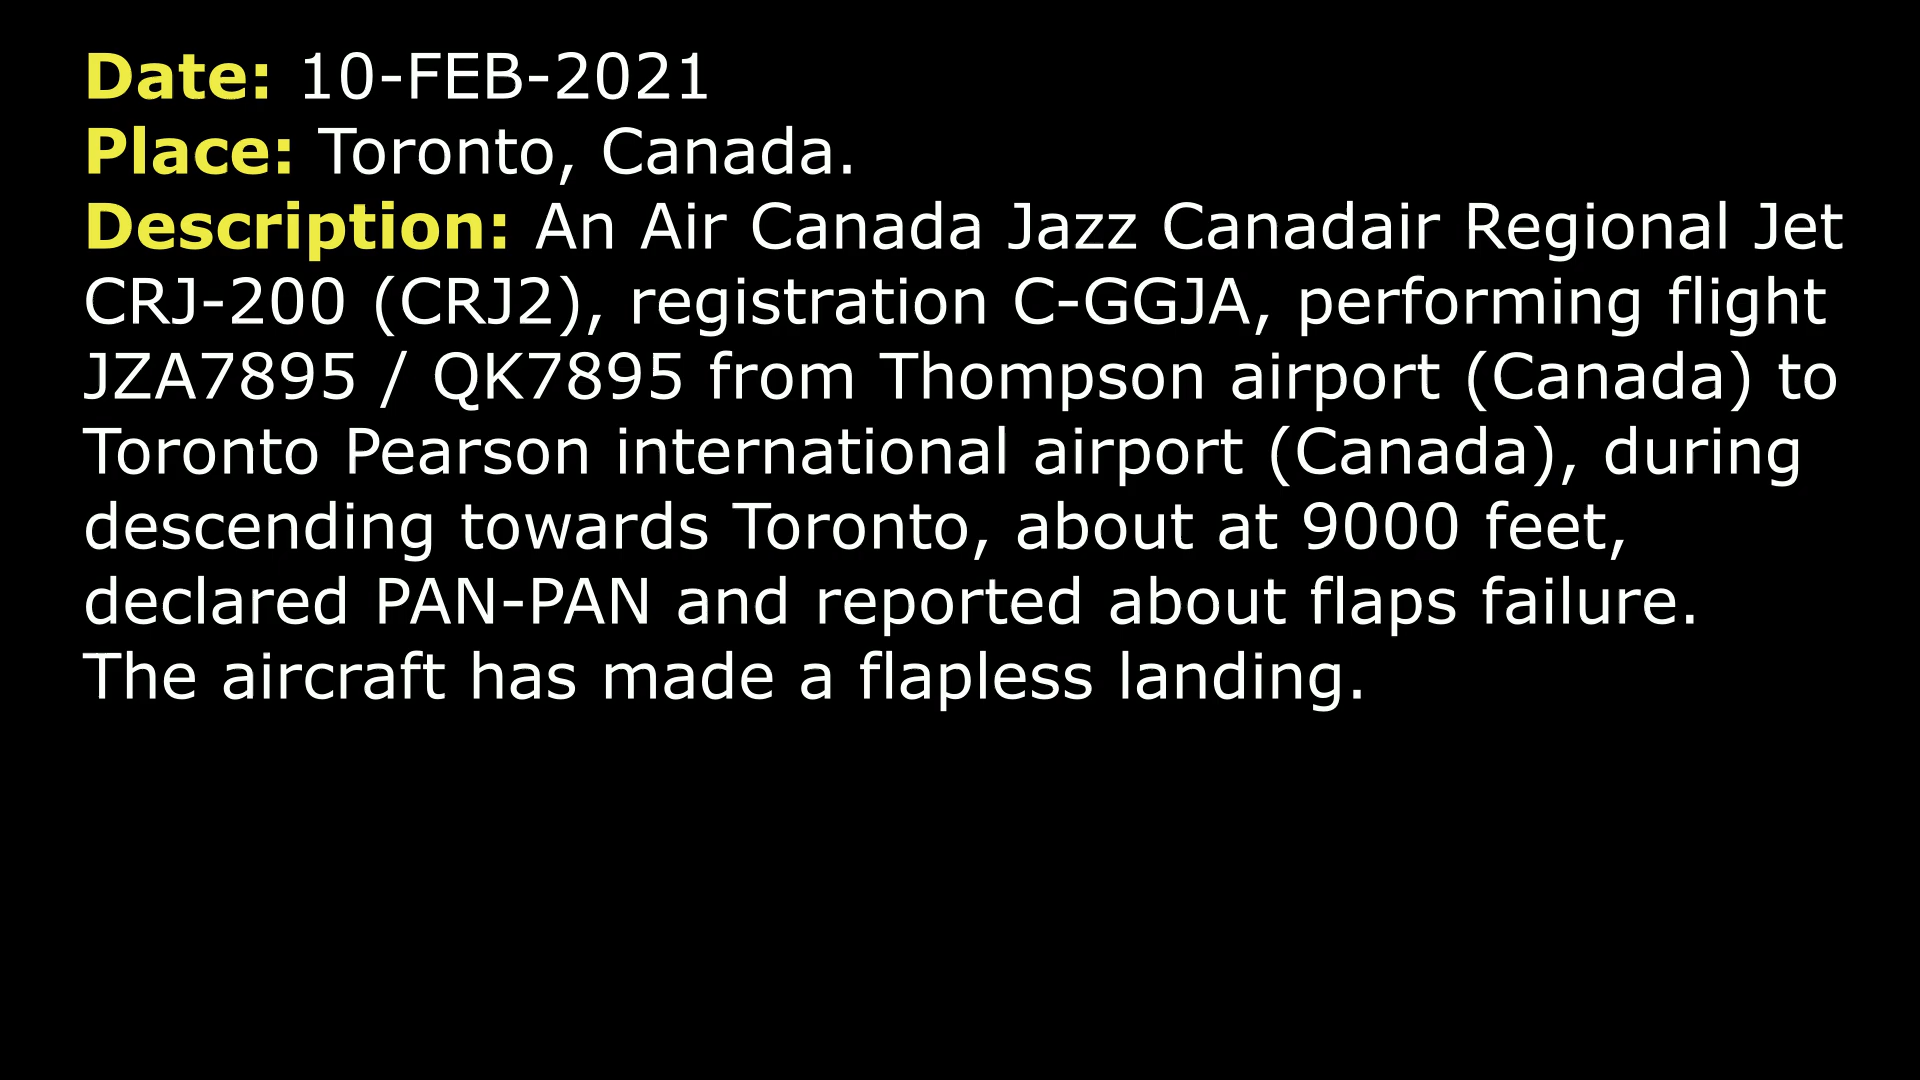 Date: 10-FEB-2021
Place: Toronto, Canada.
Description: An Air Canada Jazz Canadair Regional Jet
CRJ-200 (CRJ2), registration C-GGJA, performing flight
JZA7895 / QK7895 from Thompson airport (Canada) to
Toronto Pearson international airport (Canada), during
descending towards Toronto, about at 9000 feet,
declared PAN-PAN and reported about flaps failure.
The aircraft has made a flapless landing.